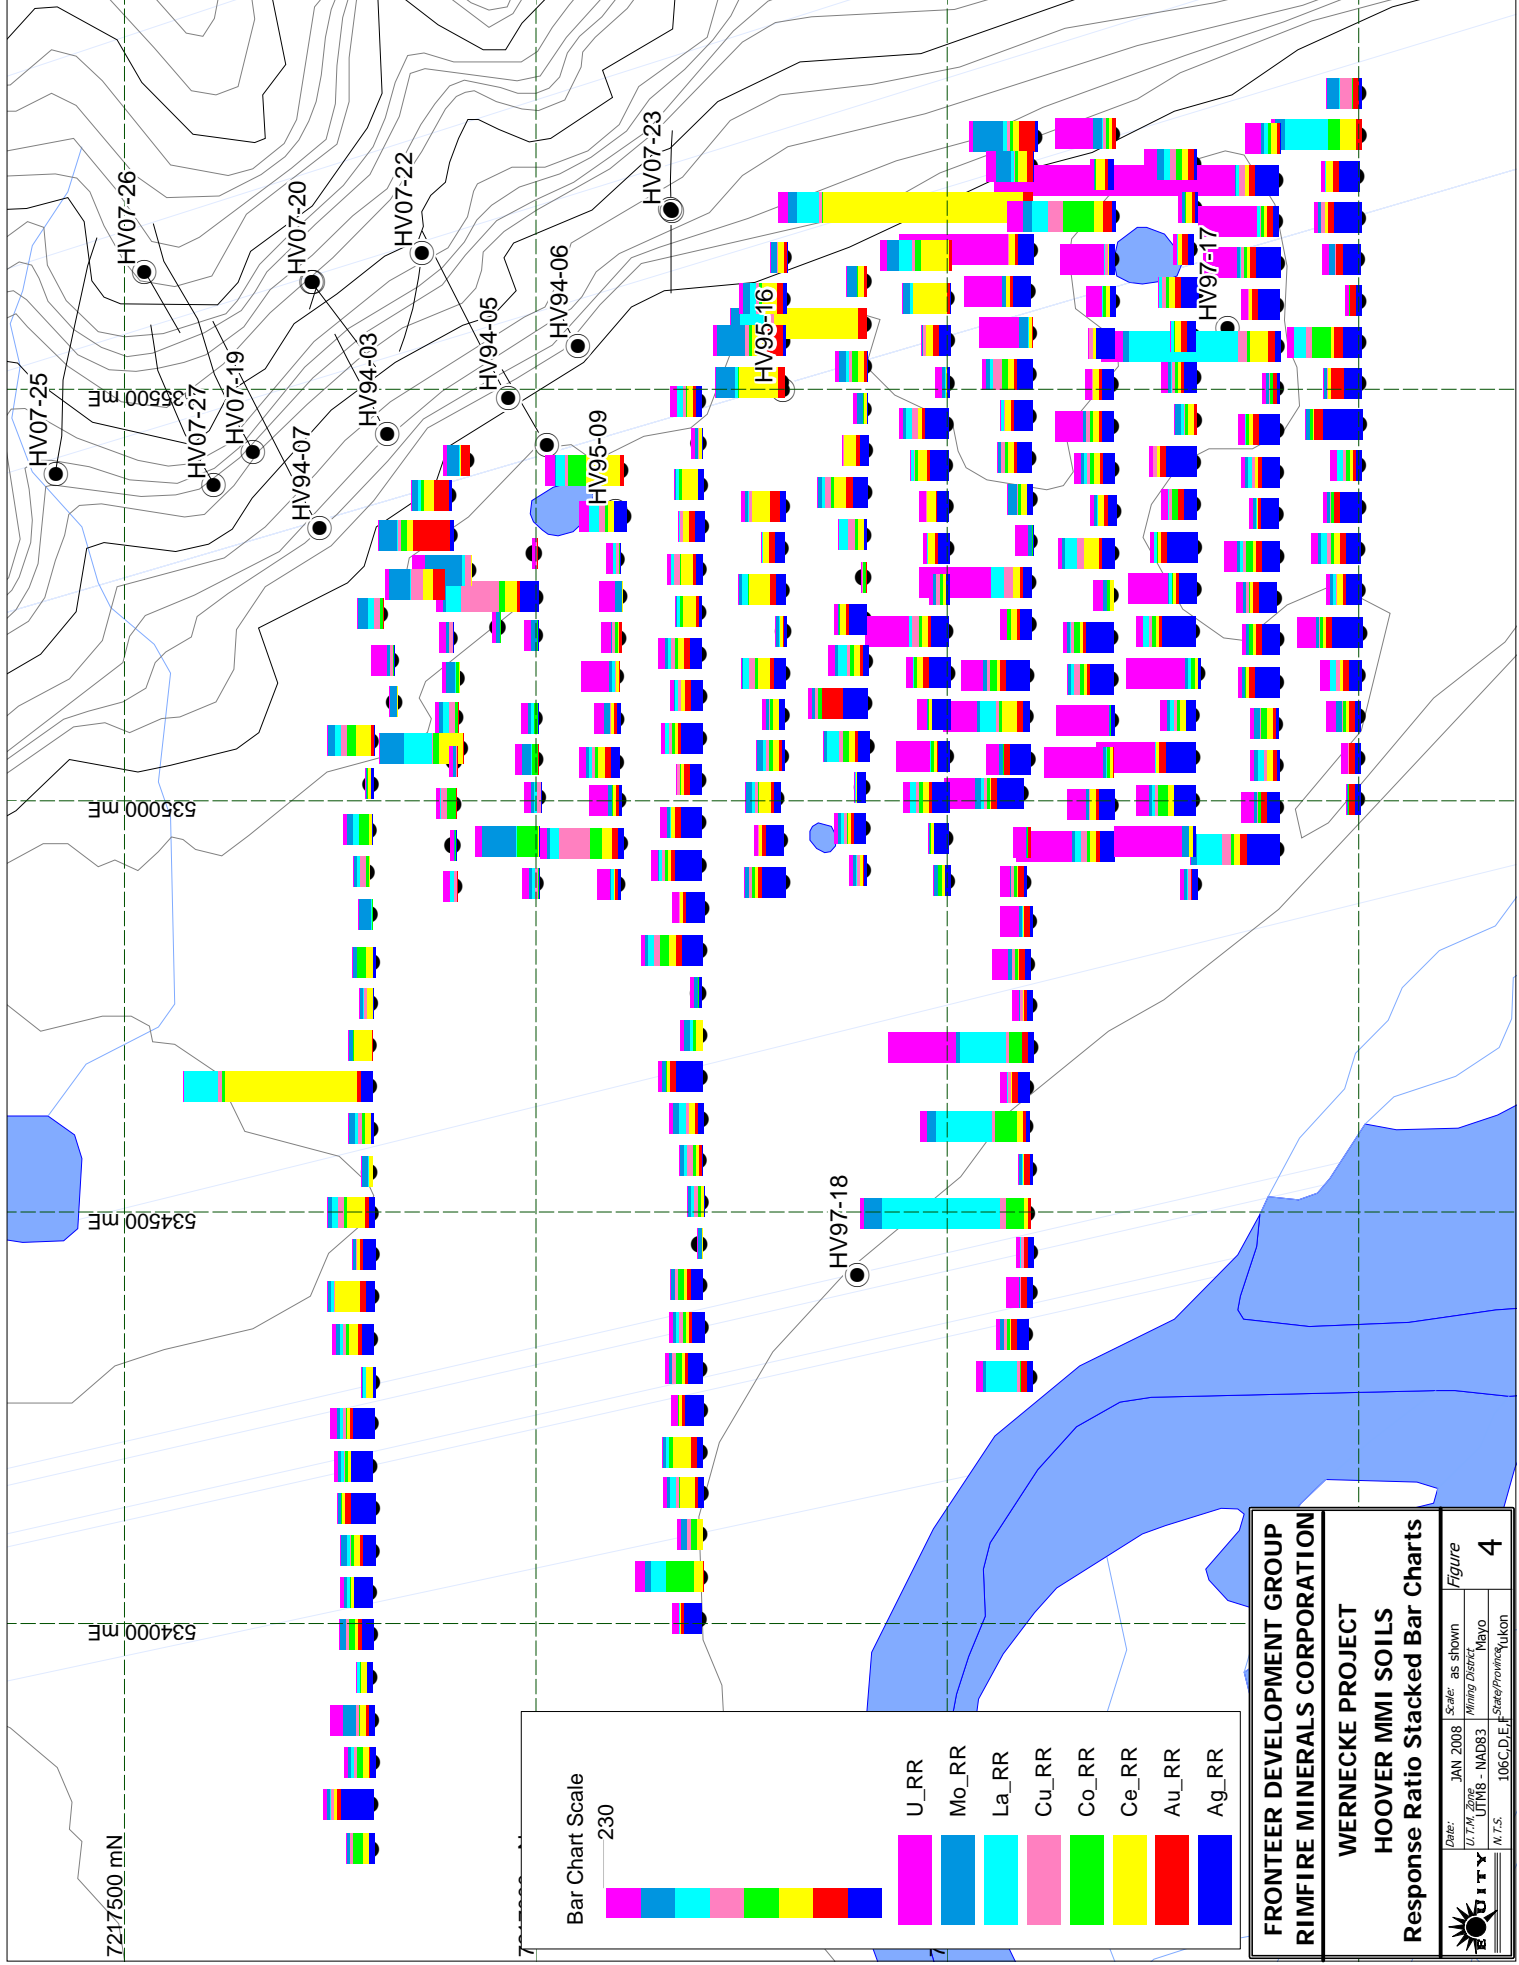 HV07-26
HV07-20
HV07-22
HV07-23
HV07-25
HV07-27
HV07-19
HV94-07
HV94-03
HV94-05
HV94-06
HV95-09
HV95-16
HV97-17
HV97-18
535500 mE
535000 mE
534500 mE
534000 mE
7217500 mN
Bar Chart Scale
230
U_RR
Mo_RR
La_RR
Cu_RR
Co_RR
Ce_RR
Au_RR
Ag_RR
FRONTEER DEVELOPMENT GROUP
RIMFIRE MINERALS CORPORATION
WERNECKE PROJECT
HOOVER MMI SOILS
Response Ratio Stacked Bar Charts
EQUITY
Date: JAN 2008
Scale: as shown
U.T.M. Zone UTM8 - NAD83
Mining District Mayo
N.T.S. 106C,D,E,F
State/Province Yukon
Figure
4